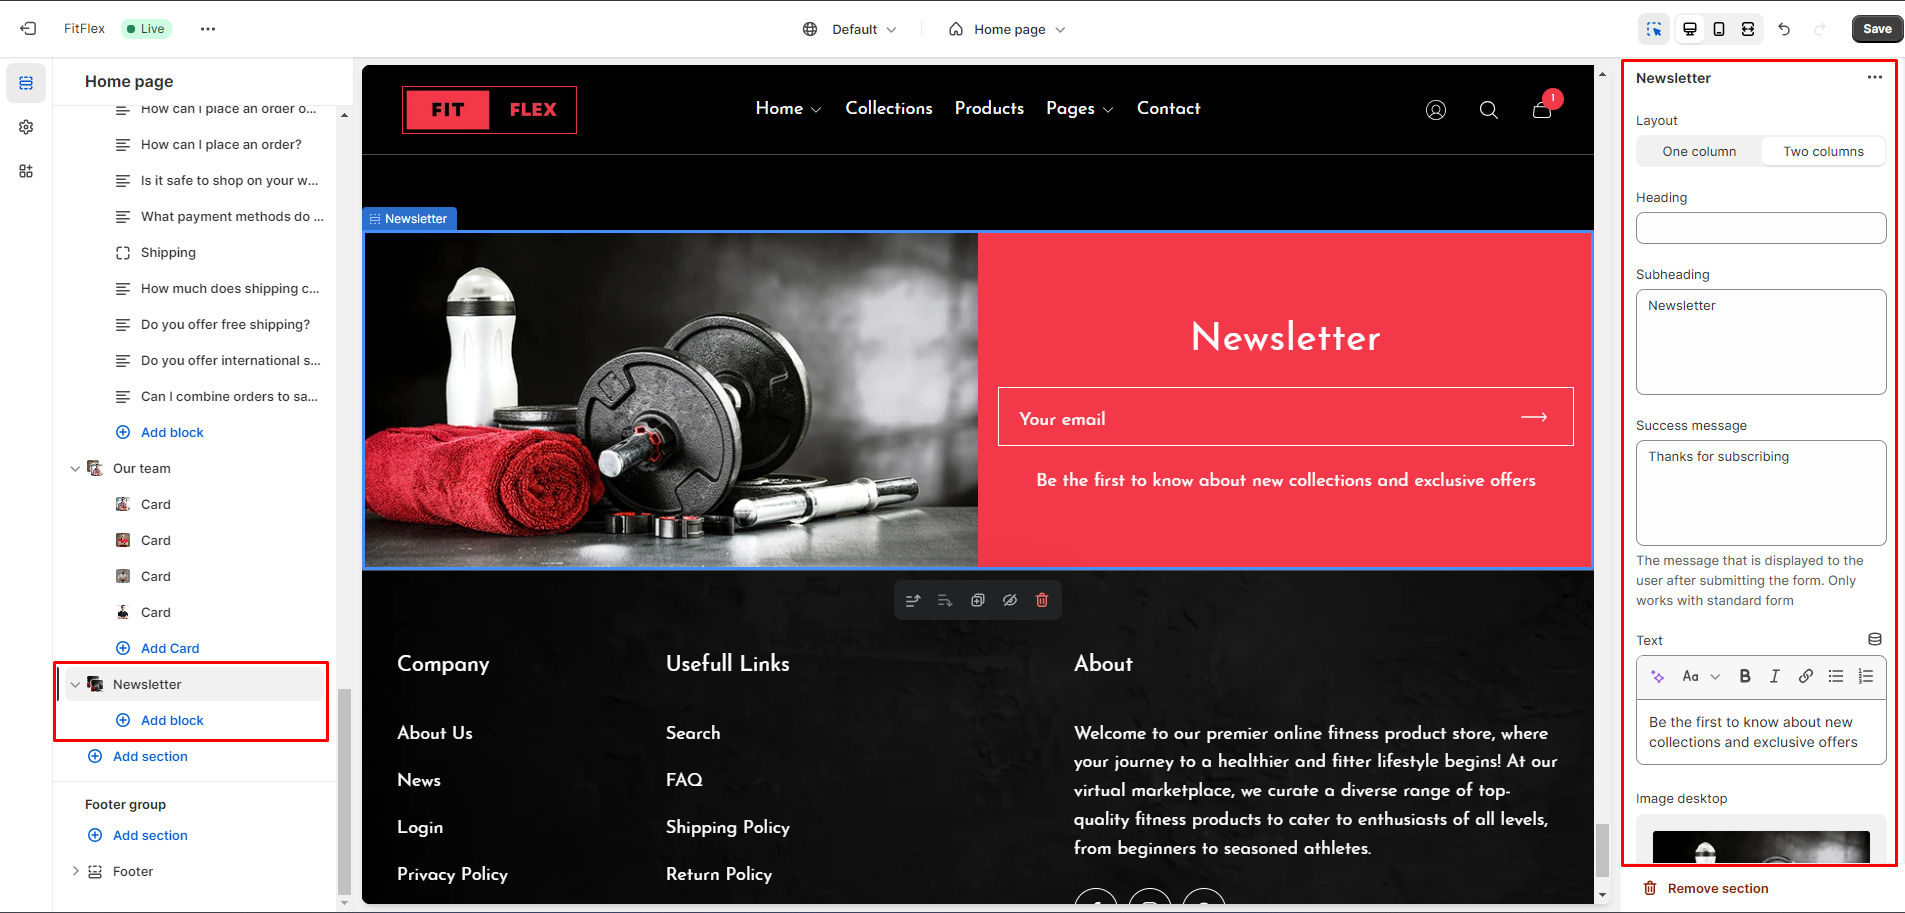 FitFlex
Live
Default
Home page
Save
Home page
How can I place an order o...
How can I place an order?
Is it safe to shop on your w...
What payment methods do ...
Shipping
How much does shipping c...
Do you offer free shipping?
Do you offer international s...
Can I combine orders to sa...
Add block
Our team
Card
Card
Card
Card
Add Card
Newsletter
Add block
Add section
Footer group
Add section
Footer
FIT FLEX
Home
Collections
Products
Pages
Contact
1
Newsletter
Newsletter
Your email
Be the first to know about new collections and exclusive offers
Company
About Us
News
Login
Privacy Policy
Usefull Links
Search
FAQ
Shipping Policy
Return Policy
About
Welcome to our premier online fitness product store, where
your journey to a healthier and fitter lifestyle begins! At our
virtual marketplace, we curate a diverse range of top-
quality fitness products to cater to enthusiasts of all levels,
from beginners to seasoned athletes.
Newsletter
Layout
One column
Two columns
Heading
Subheading
Newsletter
Success message
Thanks for subscribing
The message that is displayed to the
user after submitting the form. Only
works with standard form
Text
Aa
B
I
Be the first to know about new
collections and exclusive offers
Image desktop
Remove section